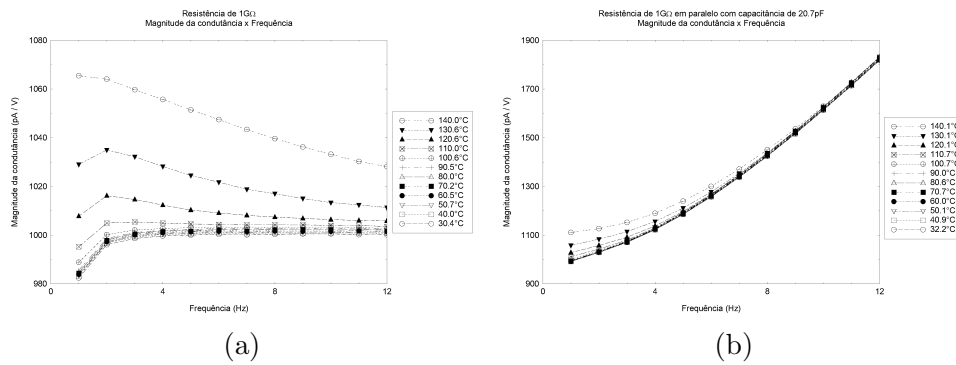 Resistência de 1GΩ
Magnitude da condutância x Frequência
Magnitude da condutância (pA / V)
1080
1060
1040
1020
1000
980
0
4
8
12
Frequência (Hz)
140.0°C
130.6°C
120.6°C
110.0°C
100.6°C
90.5°C
80.0°C
70.2°C
60.5°C
50.7°C
40.0°C
30.4°C
(a)
Resistência de 1GΩ em paralelo com capacitância de 20.7pF
Magnitude da condutância x Frequência
Magnitude da condutância (pA / V)
1900
1700
1500
1300
1100
900
0
4
8
12
Frequência (Hz)
140.1°C
130.1°C
120.1°C
110.7°C
100.7°C
90.0°C
80.6°C
70.7°C
60.0°C
50.1°C
40.9°C
32.2°C
(b)